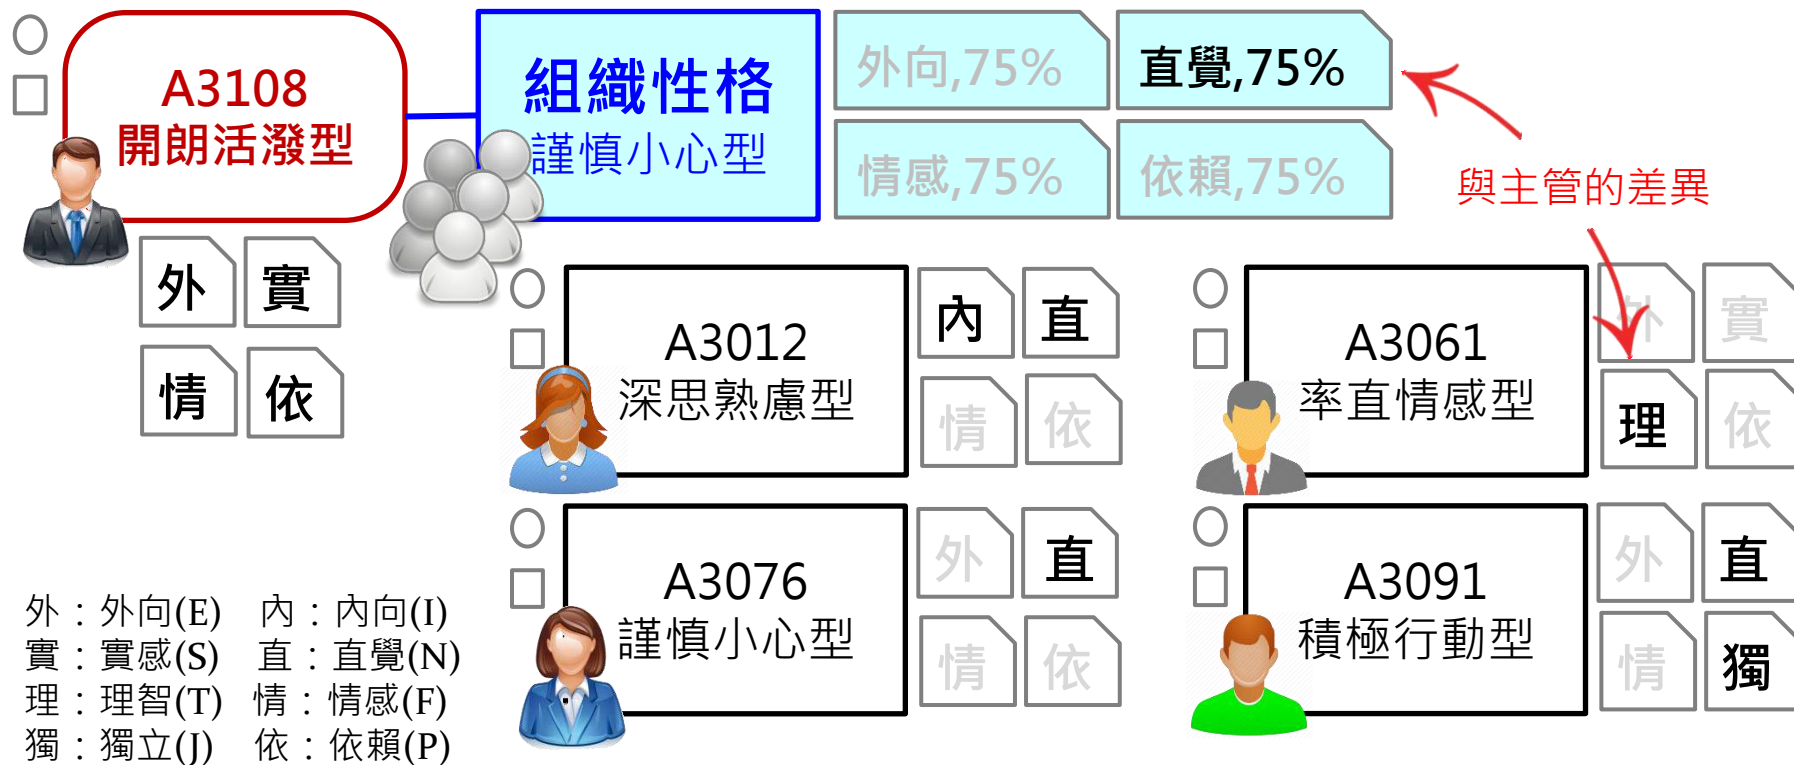 A3108
開朗活潑型
組織性格
謹慎小心型
外向,75%
直覺,75%
情感,75%
依賴,75%
與主管的差異
外
實
情
依
A3012
深思熟慮型
內
直
情
依
A3061
率直情感型
外
實
理
依
A3076
謹慎小心型
外
直
情
依
A3091
積極行動型
外
直
情
獨
外：外向(E) 內：內向(I)
實：實感(S) 直：直覺(N)
理：理智(T) 情：情感(F)
獨：獨立(J) 依：依賴(P)